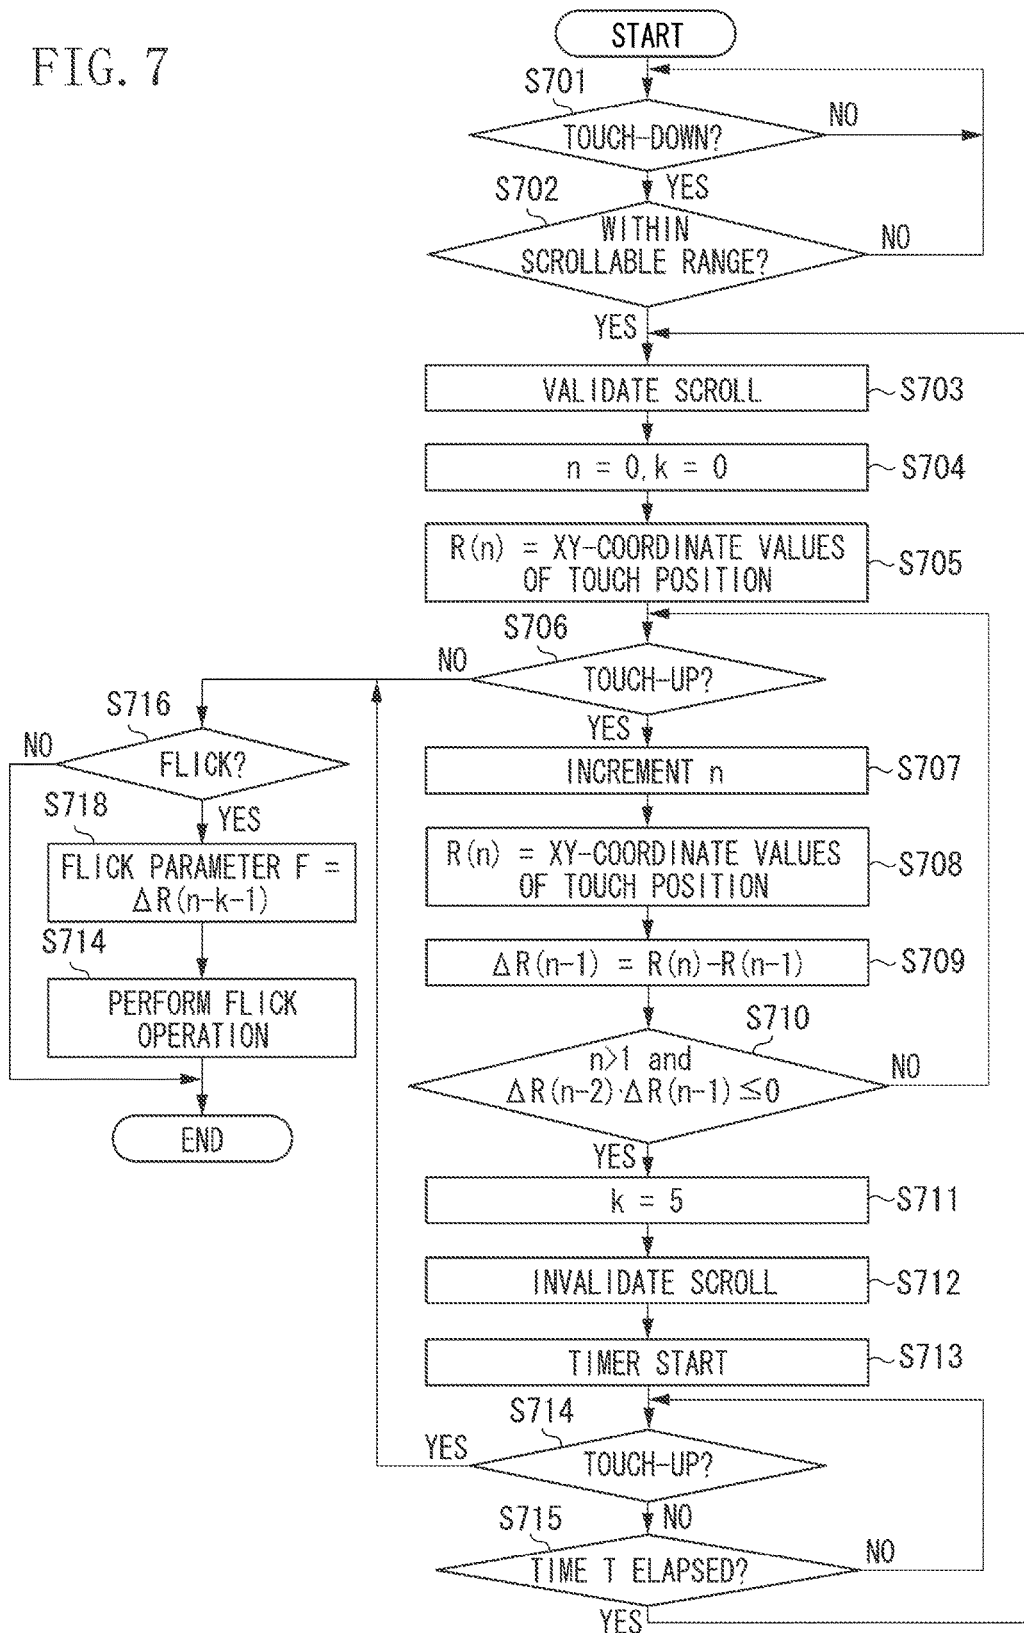 FIG. 7
START
S701
TOUCH-DOWN?
NO
YES
S702
WITHIN
SCROLLABLE RANGE?
NO
YES
VALIDATE SCROLL
S703
n = 0, k = 0
S704
R(n) = XY-COORDINATE VALUES
OF TOUCH POSITION
S705
S706
TOUCH-UP?
NO
YES
INCREMENT n
S707
R(n) = XY-COORDINATE VALUES
OF TOUCH POSITION
S708
ΔR(n-1) = R(n)-R(n-1)
S709
S710
n>1 and
ΔR(n-2)·ΔR(n-1)≤0
NO
YES
k = 5
S711
INVALIDATE SCROLL
S712
TIMER START
S713
S714
TOUCH-UP?
YES
NO
S715
TIME T ELAPSED?
NO
YES
S716
FLICK?
NO
YES
S718
FLICK PARAMETER F =
ΔR(n-k-1)
S714
PERFORM FLICK
OPERATION
END